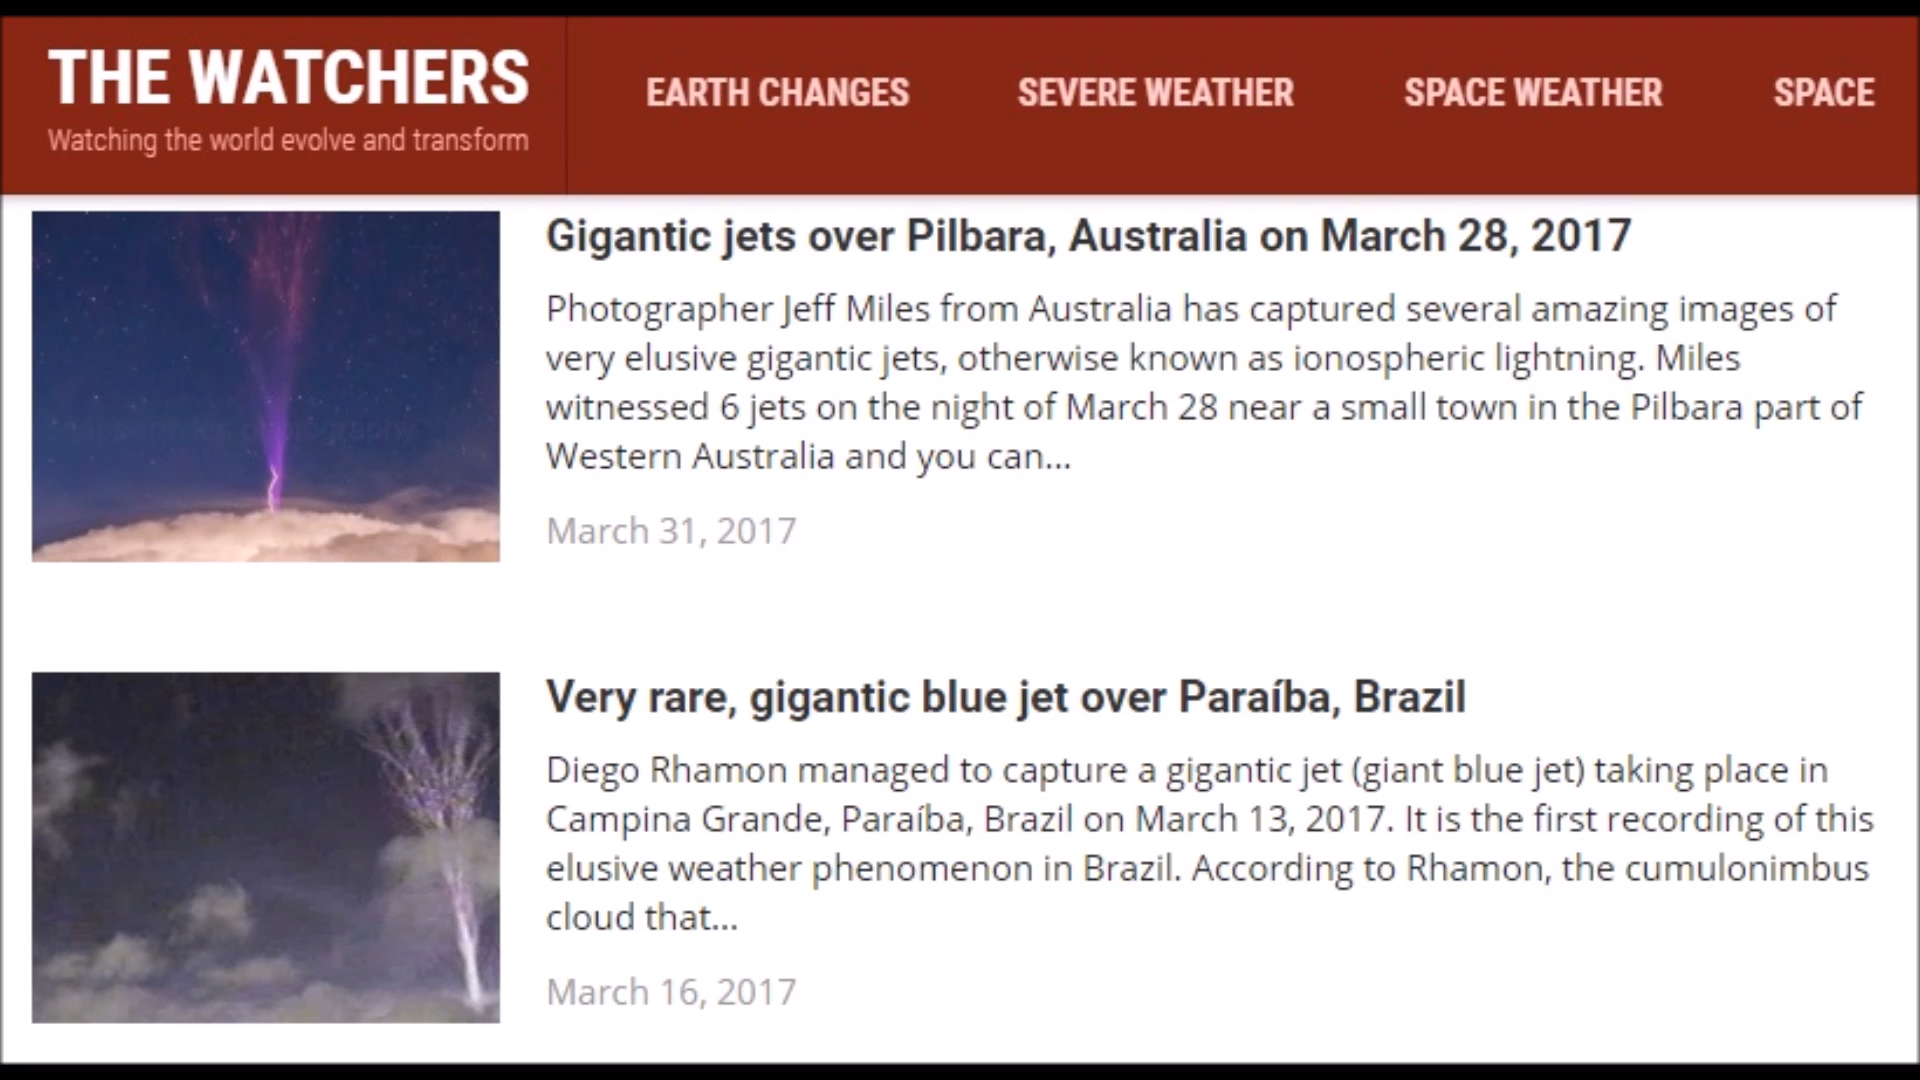 THE WATCHERS
Watching the world evolve and transform
EARTH CHANGES
SEVERE WEATHER
SPACE WEATHER
SPACE
Gigantic jets over Pilbara, Australia on March 28, 2017
Photographer Jeff Miles from Australia has captured several amazing images of
very elusive gigantic jets, otherwise known as ionospheric lightning. Miles
witnessed 6 jets on the night of March 28 near a small town in the Pilbara part of
Western Australia and you can...
March 31, 2017
Very rare, gigantic blue jet over Paraíba, Brazil
Diego Rhamon managed to capture a gigantic jet (giant blue jet) taking place in
Campina Grande, Paraíba, Brazil on March 13, 2017. It is the first recording of this
elusive weather phenomenon in Brazil. According to Rhamon, the cumulonimbus
cloud that...
March 16, 2017